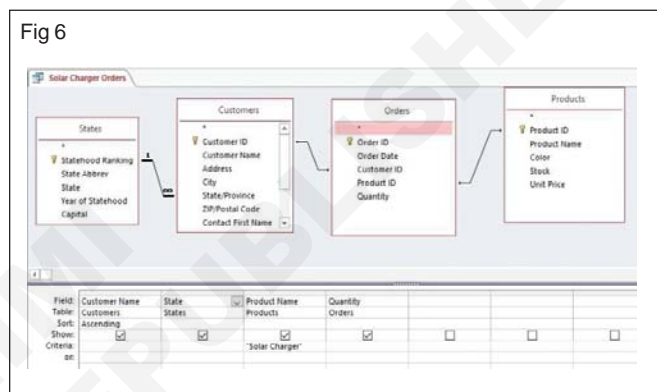 Fig 6
Solar Charger Orders
States
*
Statehood Ranking
State Abbrev
State
Year of Statehood
Capital
1
∞
Customers
*
Customer ID
Customer Name
Address
City
State/Province
ZIP/Postal Code
Contact First Name
Orders
*
Order ID
Order Date
Customer ID
Product ID
Quantity
Products
*
Product ID
Product Name
Color
Stock
Unit Price
Field: Customer Name State Product Name Quantity
Table: Customers States Products Orders
Sort: Ascending
Show:
Criteria: "Solar Charger"
or: